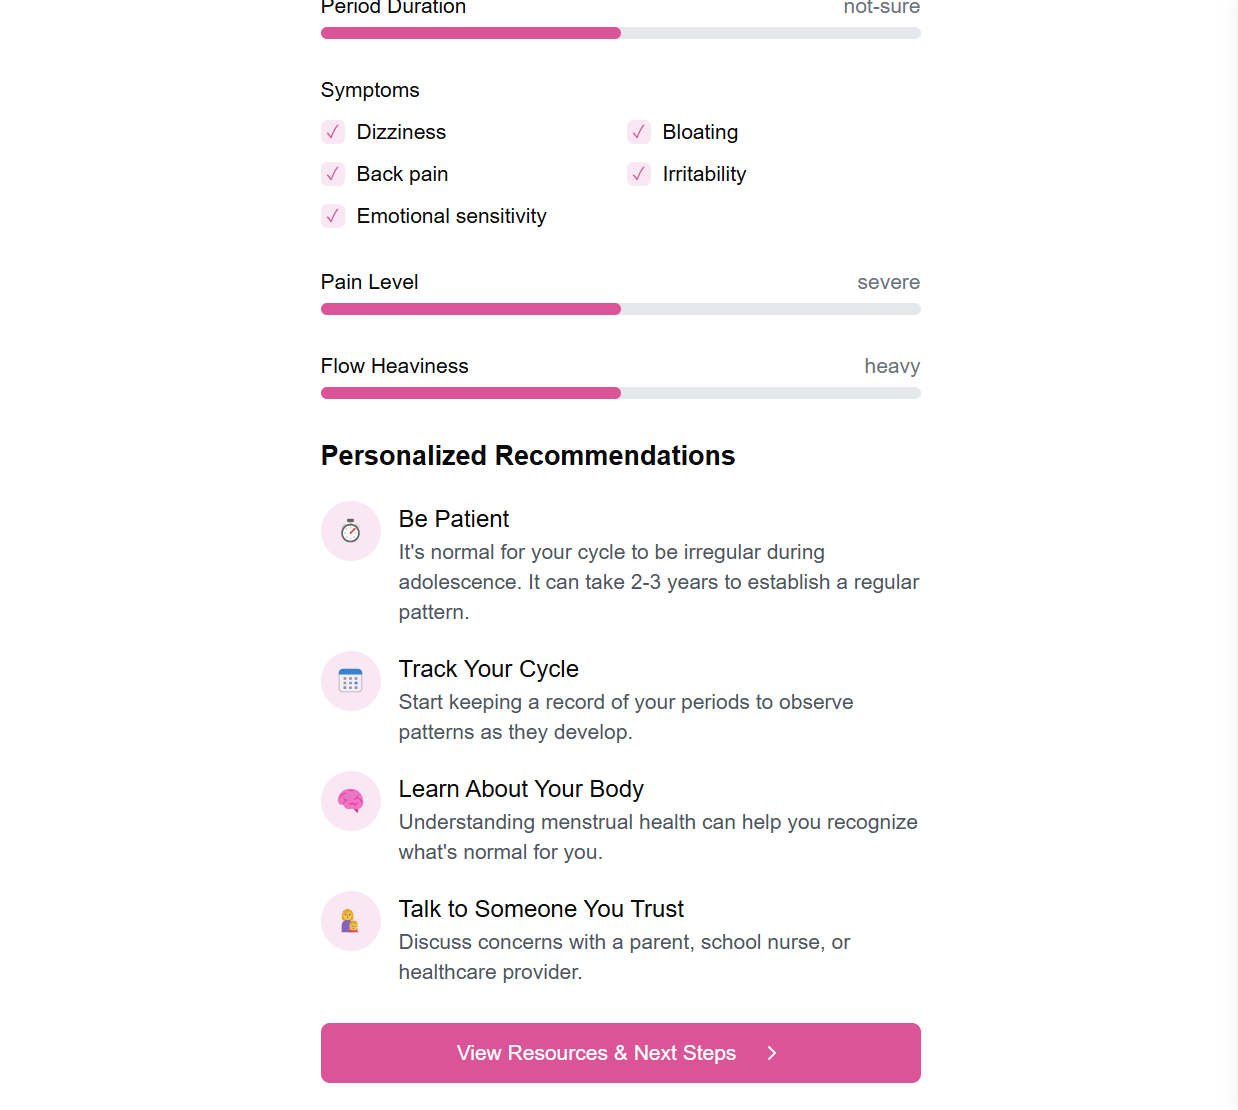 Period Duration not-sure
Symptoms
Dizziness Bloating
Back pain Irritability
Emotional sensitivity
Pain Level severe
Flow Heaviness heavy
Personalized Recommendations
Be Patient
It's normal for your cycle to be irregular during
adolescence. It can take 2-3 years to establish a regular
pattern.
Track Your Cycle
Start keeping a record of your periods to observe
patterns as they develop.
Learn About Your Body
Understanding menstrual health can help you recognize
what's normal for you.
Talk to Someone You Trust
Discuss concerns with a parent, school nurse, or
healthcare provider.
View Resources & Next Steps